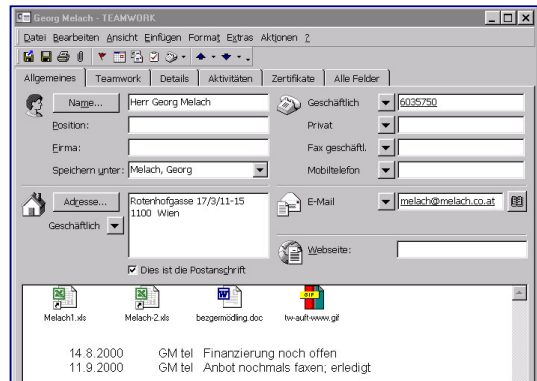 Georg Melach - TEAMWORK
Datei Bearbeiten Ansicht Einfügen Format Extras Aktionen ?
Allgemeines Teamwork Details Aktivitäten Zertifikate Alle Felder
Name... Herr Georg Melach Geschäftlich 6035750
Position: Privat
Firma: Fax geschäftl.
Speichern unter: Melach, Georg Mobiltelefon
Adresse... Rotenhofgasse 17/3/11-15 E-Mail melach@melach.co.at
1100 Wien
Geschäftlich
Webseite:
Dies ist die Postanschrift
GIF
Melach1.xls Melach-2.xls bezgermödling.doc tw-auft-www.gif
14.8.2000 GM tel Finanzierung noch offen
11.9.2000 GM tel Anbot nochmals faxen; erledigt